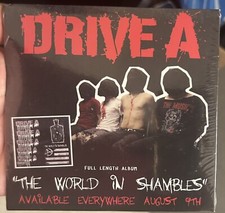 DRIVE A
FULL LENGTH ALBUM
"THE WORLD IN SHAMBLES"
AVAILABLE EVERYWHERE AUGUST 9TH